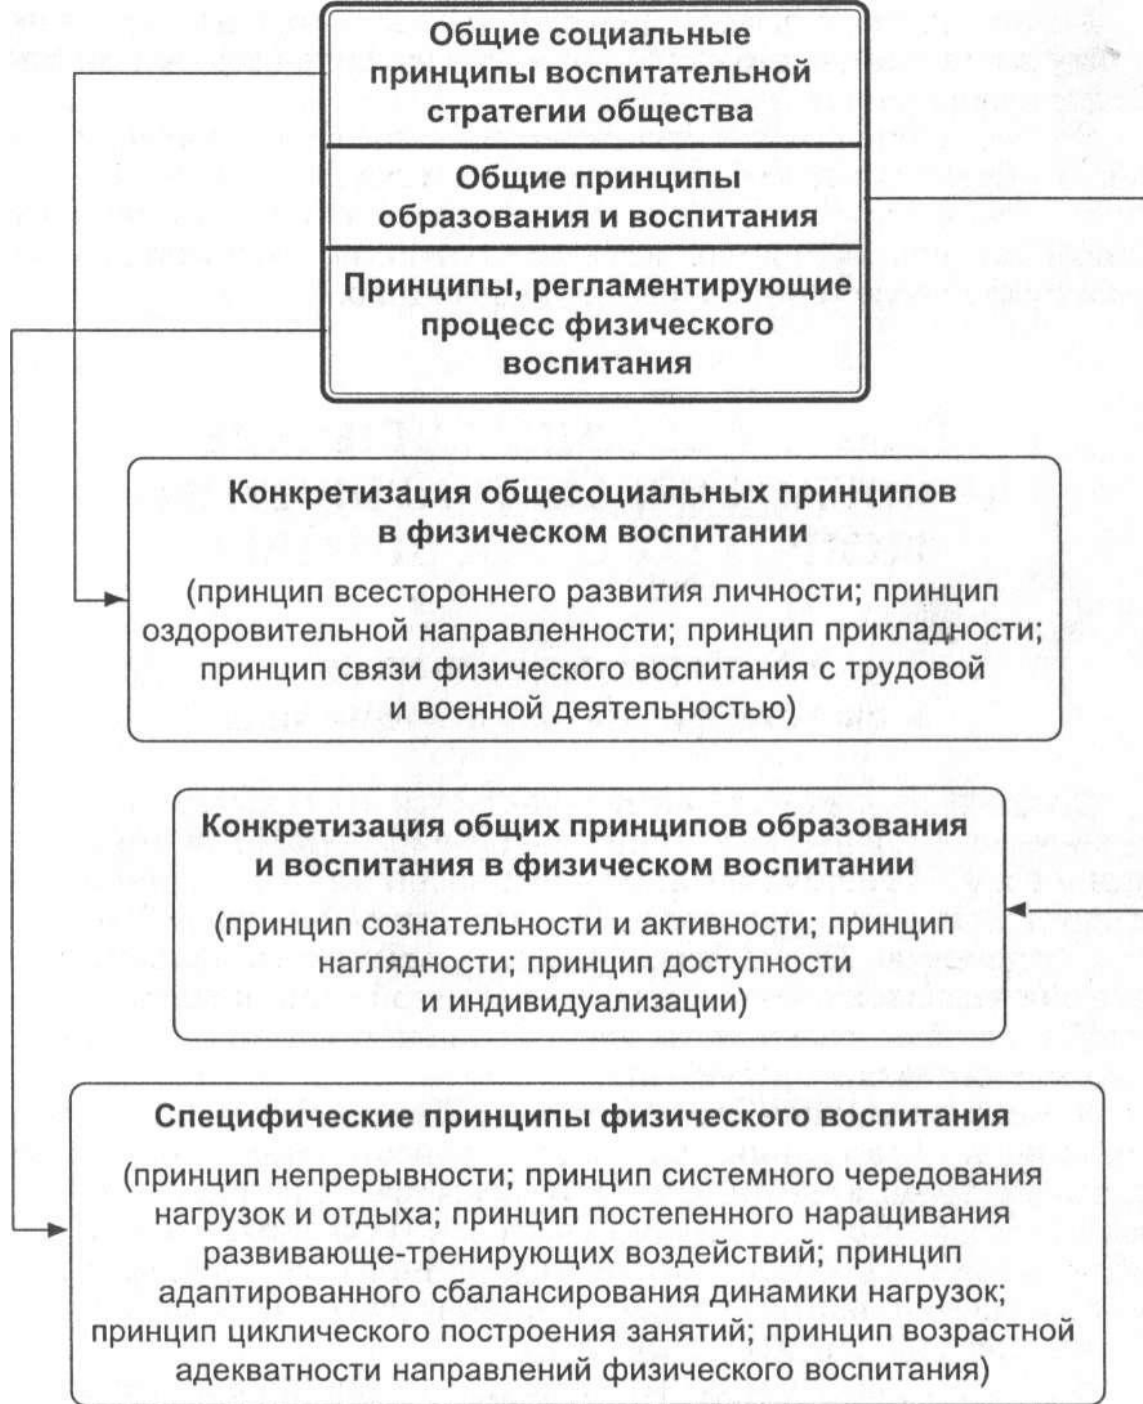 Общие социальные
принципы воспитательной
стратегии общества
Общие принципы
образования и воспитания
Принципы, регламентирующие
процесс физического
воспитания
Конкретизация общесоциальных принципов
в физическом воспитании
(принцип всестороннего развития личности; принцип
оздоровительной направленности; принцип прикладности;
принцип связи физического воспитания с трудовой
и военной деятельностью)
Конкретизация общих принципов образования
и воспитания в физическом воспитании
(принцип сознательности и активности; принцип
наглядности; принцип доступности
и индивидуализации)
Специфические принципы физического воспитания
(принцип непрерывности; принцип системного чередования
нагрузок и отдыха; принцип постепенного наращивания
развивающе-тренирующих воздействий; принцип
адаптированного сбалансирования динамики нагрузок;
принцип циклического построения занятий; принцип возрастной
адекватности направлений физического воспитания)